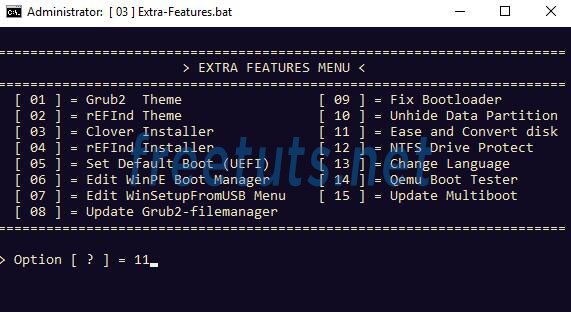 Administrator: [ 03 ] Extra-Features.bat
> EXTRA FEATURES MENU <
[ 01 ] = Grub2 Theme [ 09 ] = Fix Bootloader
[ 02 ] = rEFInd Theme [ 10 ] = Unhide Data Partition
[ 03 ] = Clover Installer [ 11 ] = Ease and Convert disk
[ 04 ] = rEFInd Installer [ 12 ] = NTFS Drive Protect
[ 05 ] = Set Default Boot (UEFI) [ 13 ] = Change Language
[ 06 ] = Edit WinPE Boot Manager [ 14 ] = Qemu Boot Tester
[ 07 ] = Edit WinSetupFromUSB Menu [ 15 ] = Update Multiboot
[ 08 ] = Update Grub2-filemanager
> Option [ ? ] = 11
freetuts.net